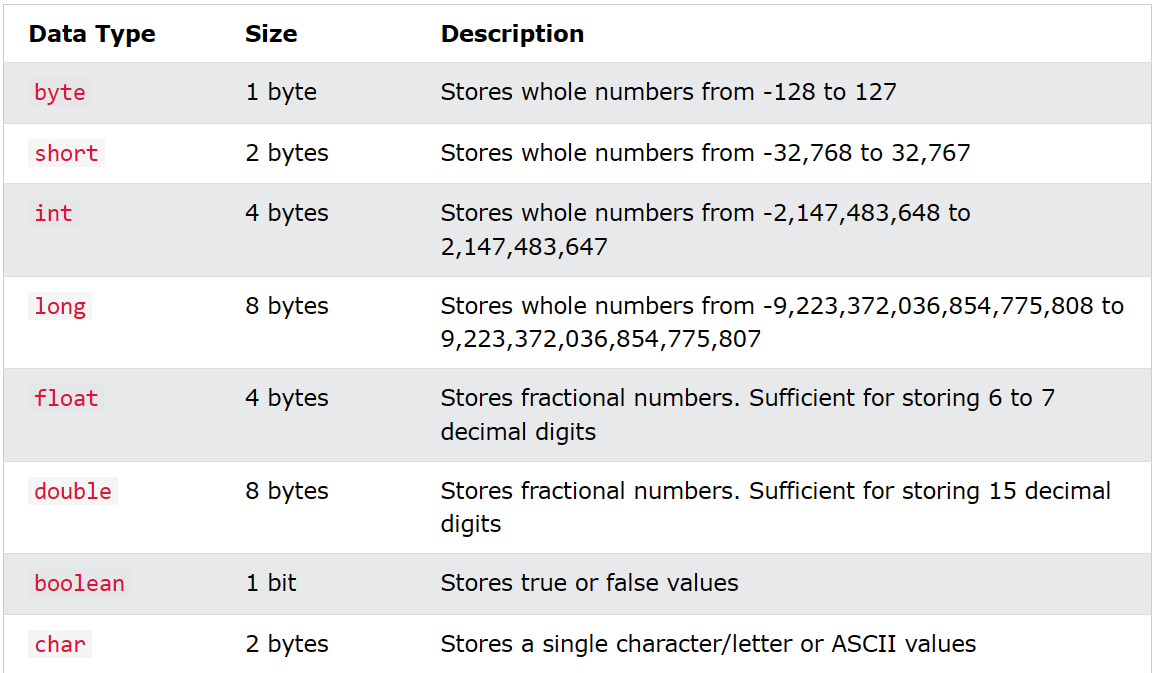 Data Type Size Description
byte 1 byte Stores whole numbers from -128 to 127
short 2 bytes Stores whole numbers from -32,768 to 32,767
int 4 bytes Stores whole numbers from -2,147,483,648 to
2,147,483,647
long 8 bytes Stores whole numbers from -9,223,372,036,854,775,808 to
9,223,372,036,854,775,807
float 4 bytes Stores fractional numbers. Sufficient for storing 6 to 7
decimal digits
double 8 bytes Stores fractional numbers. Sufficient for storing 15 decimal
digits
boolean 1 bit Stores true or false values
char 2 bytes Stores a single character/letter or ASCII values